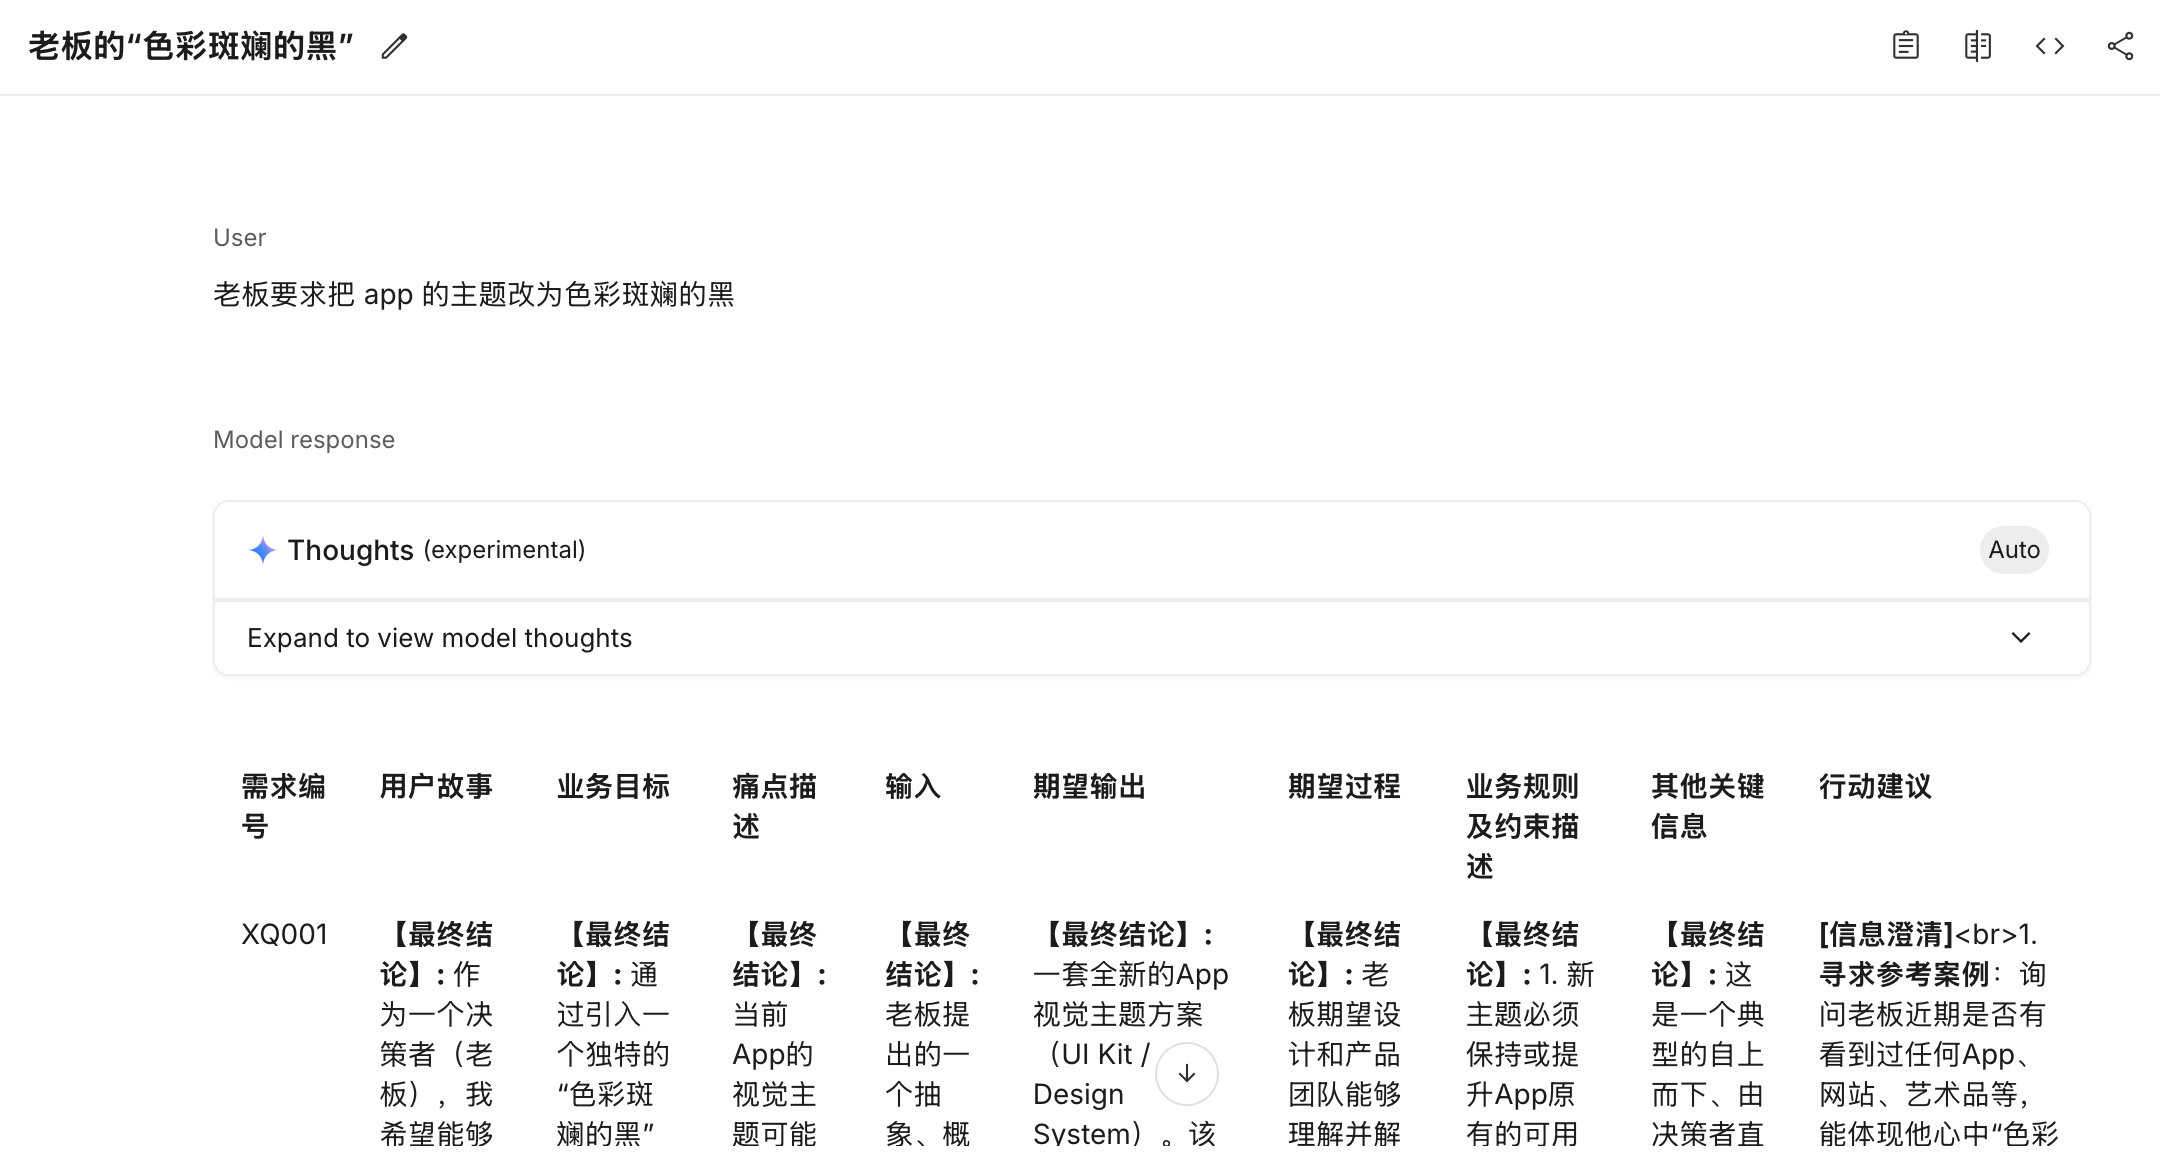 老板的“色彩斑斓的黑”
User
老板要求把 app 的主题改为色彩斑斓的黑
Model response
Thoughts (experimental)
Auto
Expand to view model thoughts
需求编
号
用户故事
业务目标
痛点描
述
输入
期望输出
期望过程
业务规则
及约束描
述
其他关键
信息
行动建议
XQ001
【最终结
论】：作
为一个决
策者（老
板），我
希望能够
【最终结
论】：通
过引入一
个独特的
“色彩斑
斓的黑”
【最终
结论】：
当前
App的
视觉主
题可能
【最终
结论】：
老板提
出的一
个抽
象、概
【最终结论】：
一套全新的App
视觉主题方案
（UI Kit /
Design
System）。该
【最终结
论】：老
板期望设
计和产品
团队能够
理解并解
【最终结
论】：1. 新
主题必须
保持或提
升App原
有的可用
【最终结
论】：这
是一个典
型的自上
而下、由
决策者直
[信息澄清]<br>1.
寻求参考案例：询
问老板近期是否有
看到过任何App、
网站、艺术品等，
能体现他心中“色彩